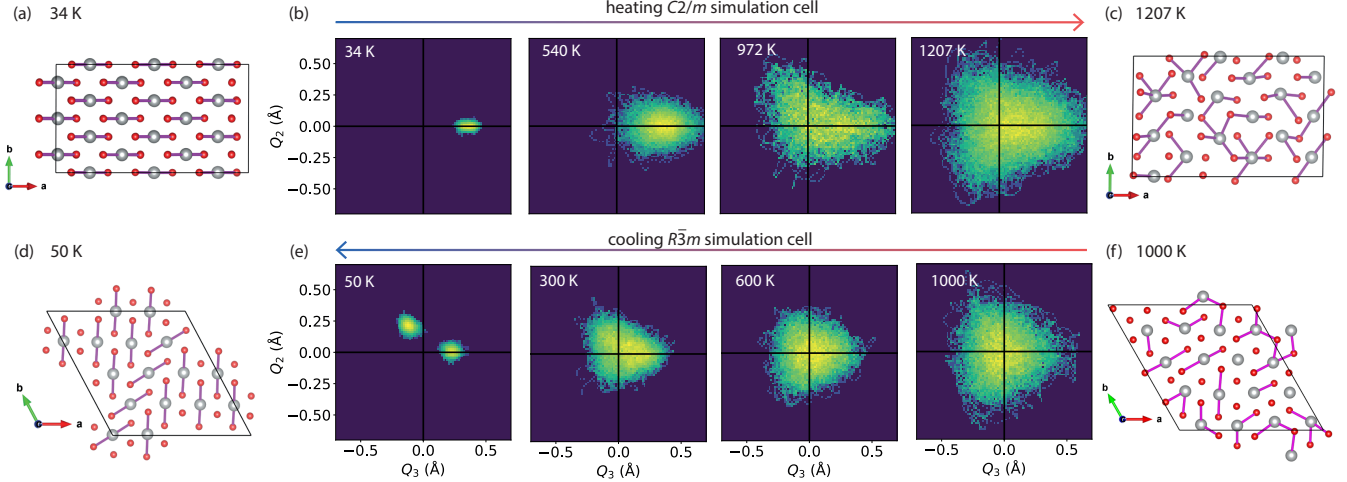 (a) 34 K
(b) heating C2/m simulation cell
(c) 1207 K
34 K
540 K
972 K
1207 K
Q2 (Å)
0.50
0.25
0.00
−0.25
−0.50
b
a
b
a
(d) 50 K
(e) cooling R3̅m simulation cell
(f) 1000 K
50 K
300 K
600 K
1000 K
Q2 (Å)
0.50
0.25
0.00
−0.25
−0.50
b
a
b
a
−0.5 0.0 0.5
−0.5 0.0 0.5
−0.5 0.0 0.5
−0.5 0.0 0.5
Q3 (Å)
Q3 (Å)
Q3 (Å)
Q3 (Å)